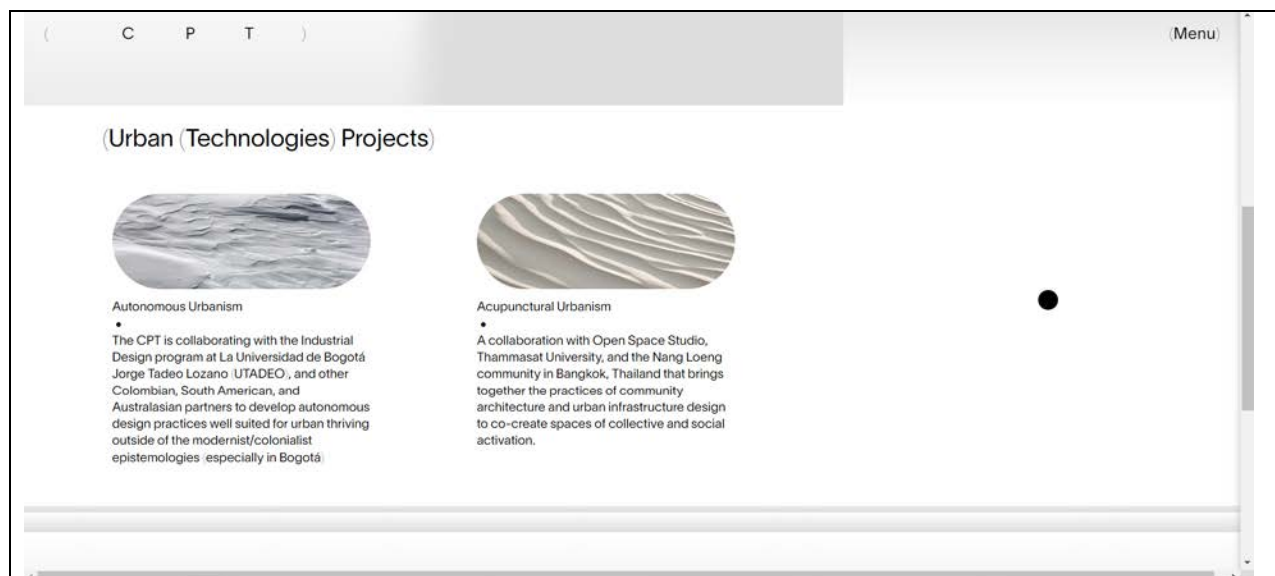 ( C P T )
(Menu)
(Urban (Technologies) Projects)
Autonomous Urbanism
•
The CPT is collaborating with the Industrial
Design program at La Universidad de Bogotá
Jorge Tadeo Lozano (UTADEO), and other
Colombian, South American, and
Australasian partners to develop autonomous
design practices well suited for urban thriving
outside of the modernist/colonialist
epistemologies (especially in Bogotá)
Acupunctural Urbanism
•
A collaboration with Open Space Studio,
Thammasat University, and the Nang Loeng
community in Bangkok, Thailand that brings
together the practices of community
architecture and urban infrastructure design
to co-create spaces of collective and social
activation.